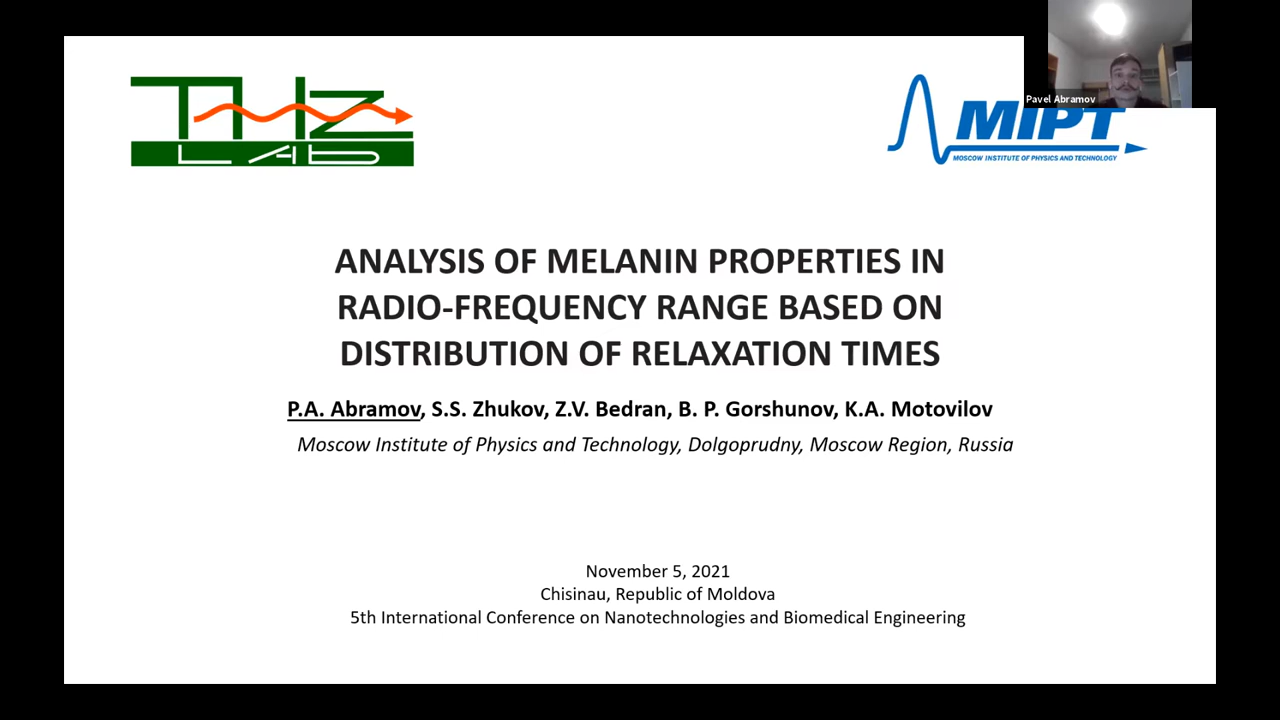 THZ
LAB
Pavel Abramov
MIPT
MOSCOW INSTITUTE OF PHYSICS AND TECHNOLOGY
ANALYSIS OF MELANIN PROPERTIES IN
RADIO-FREQUENCY RANGE BASED ON
DISTRIBUTION OF RELAXATION TIMES
P.A. Abramov, S.S. Zhukov, Z.V. Bedran, B. P. Gorshunov, K.A. Motovilov
Moscow Institute of Physics and Technology, Dolgoprudny, Moscow Region, Russia
November 5, 2021
Chisinau, Republic of Moldova
5th International Conference on Nanotechnologies and Biomedical Engineering